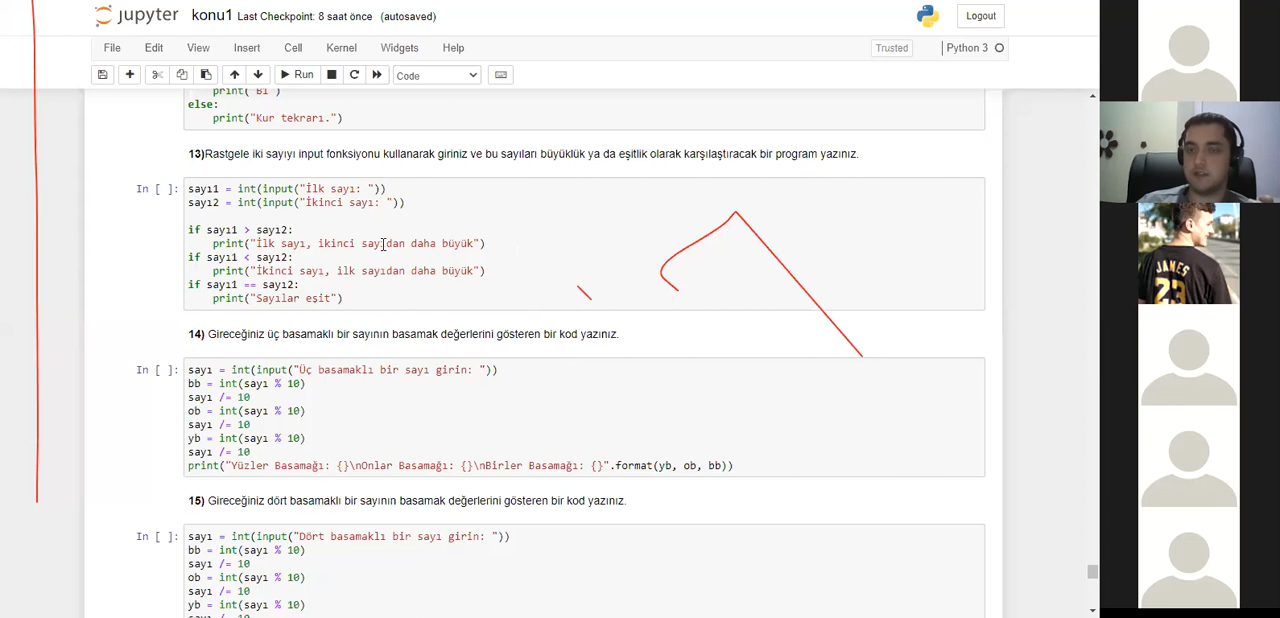 jupyter konu1 Last Checkpoint: 8 saat önce (autosaved)
Logout
File Edit View Insert Cell Kernel Widgets Help
Trusted Python 3
Run Code
print("Bİ")
else:
print("Kur tekrarı.")
13)Rastgele iki sayıyı input fonksiyonu kullanarak giriniz ve bu sayıları büyüklük ya da eşitlik olarak karşılaştıracak bir program yazınız.
In [ ]: sayı1 = int(input("İlk sayı: "))
sayı2 = int(input("İkinci sayı: "))
if sayı1 > sayı2:
print("İlk sayı, ikinci sayıdan daha büyük")
if sayı1 < sayı2:
print("İkinci sayı, ilk sayıdan daha büyük")
if sayı1 == sayı2:
print("Sayılar eşit")
14) Gireceğiniz üç basamaklı bir sayının basamak değerlerini gösteren bir kod yazınız.
In [ ]: sayı = int(input("Üç basamaklı bir sayı girin: "))
bb = int(sayı % 10)
sayı /= 10
ob = int(sayı % 10)
sayı /= 10
yb = int(sayı % 10)
sayı /= 10
print("Yüzler Basamağı: {}\nOnlar Basamağı: {}\nBirler Basamağı: {}".format(yb, ob, bb))
15) Gireceğiniz dört basamaklı bir sayının basamak değerlerini gösteren bir kod yazınız.
In [ ]: sayı = int(input("Dört basamaklı bir sayı girin: "))
bb = int(sayı % 10)
sayı /= 10
ob = int(sayı % 10)
sayı /= 10
yb = int(sayı % 10)
sayı /= 10
JAMES
23